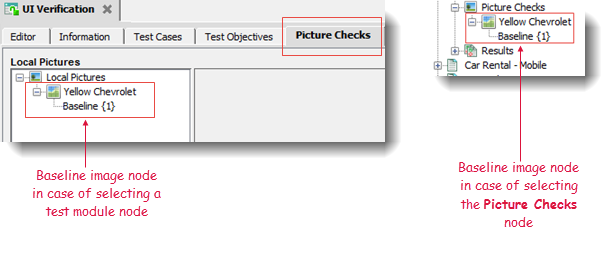 UI Verification
Editor
Information
Test Cases
Test Objectives
Picture Checks
Local Pictures
Local Pictures
Yellow Chevrolet
Baseline {1}
Baseline image node
in case of selecting a
test module node
Picture Checks
Yellow Chevrolet
Baseline {1}
Results
Car Rental - Mobile
Baseline image node
in case of selecting
the Picture Checks
node